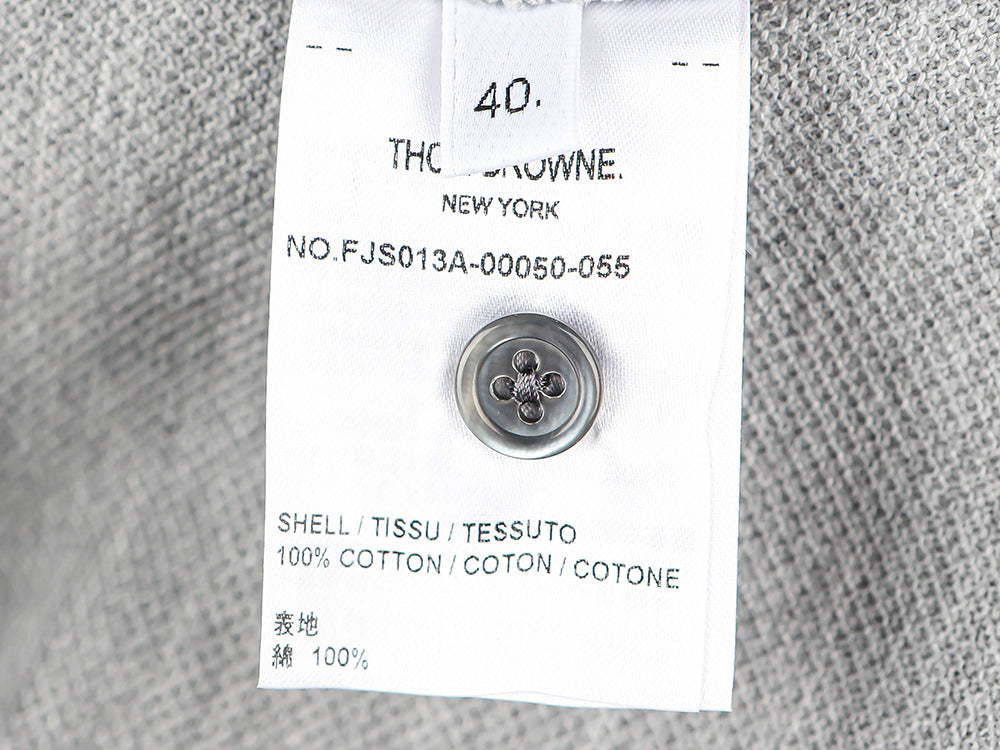 40.
THO BROWNE.
NEW YORK
NO.FJS013A-00050-055
SHELL / TISSU / TESSUTO
100% COTTON / COTON / COTONE
表地
綿 100%